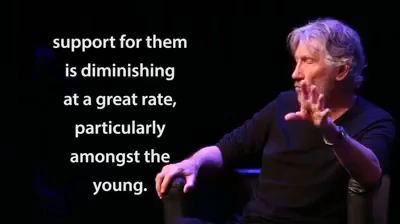 support for them
is diminishing
at a great rate,
particularly
amongst the
young.